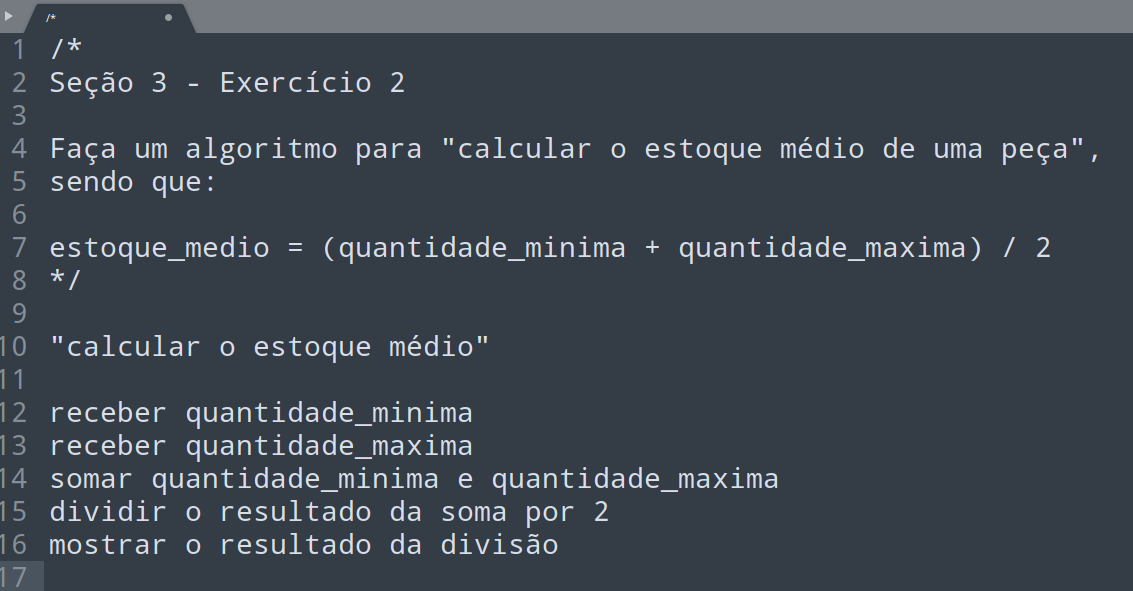 /*
1 /*
2 Seção 3 - Exercício 2
3
4 Faça um algoritmo para "calcular o estoque médio de uma peça",
5 sendo que:
6
7 estoque_medio = (quantidade_minima + quantidade_maxima) / 2
8 */
9
10 "calcular o estoque médio"
11
12 receber quantidade_minima
13 receber quantidade_maxima
14 somar quantidade_minima e quantidade_maxima
15 dividir o resultado da soma por 2
16 mostrar o resultado da divisão
17